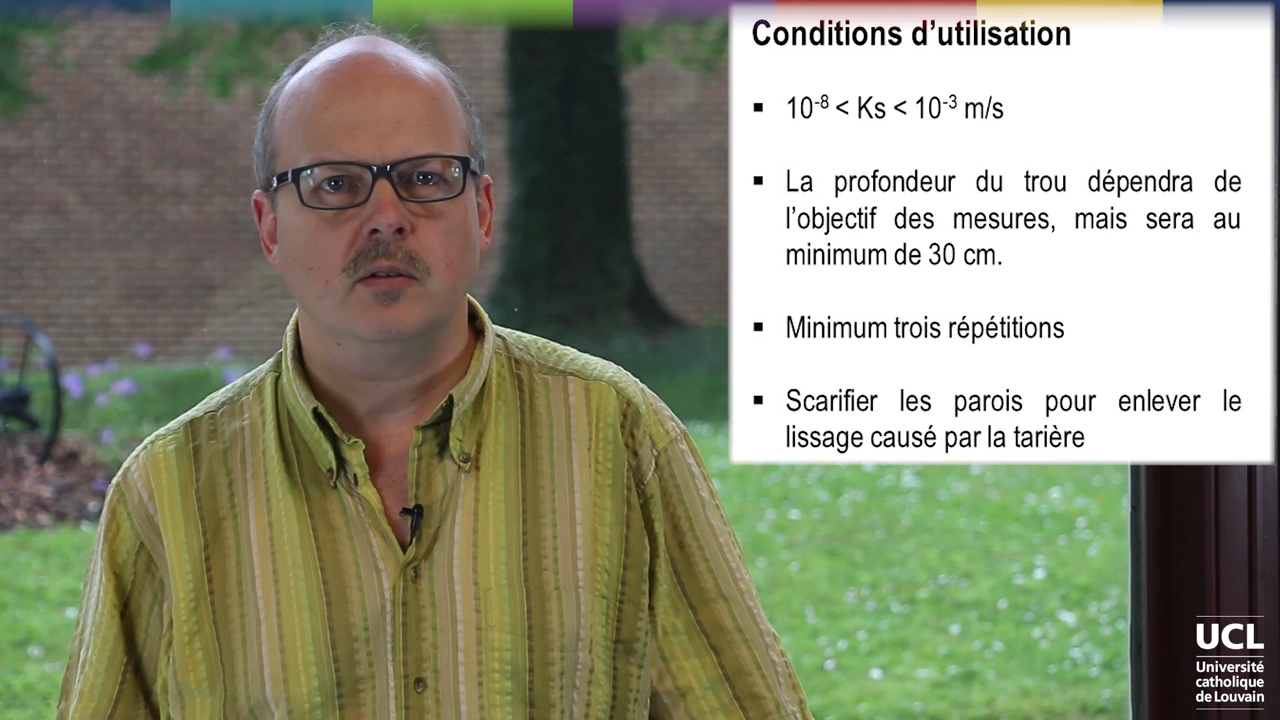 Conditions d’utilisation
▪ 10⁻⁸ < Ks < 10⁻³ m/s
▪ La profondeur du trou dépendra de
l’objectif des mesures, mais sera au
minimum de 30 cm.
▪ Minimum trois répétitions
▪ Scarifier les parois pour enlever le
lissage causé par la tarière
UCL
Université
catholique
de Louvain